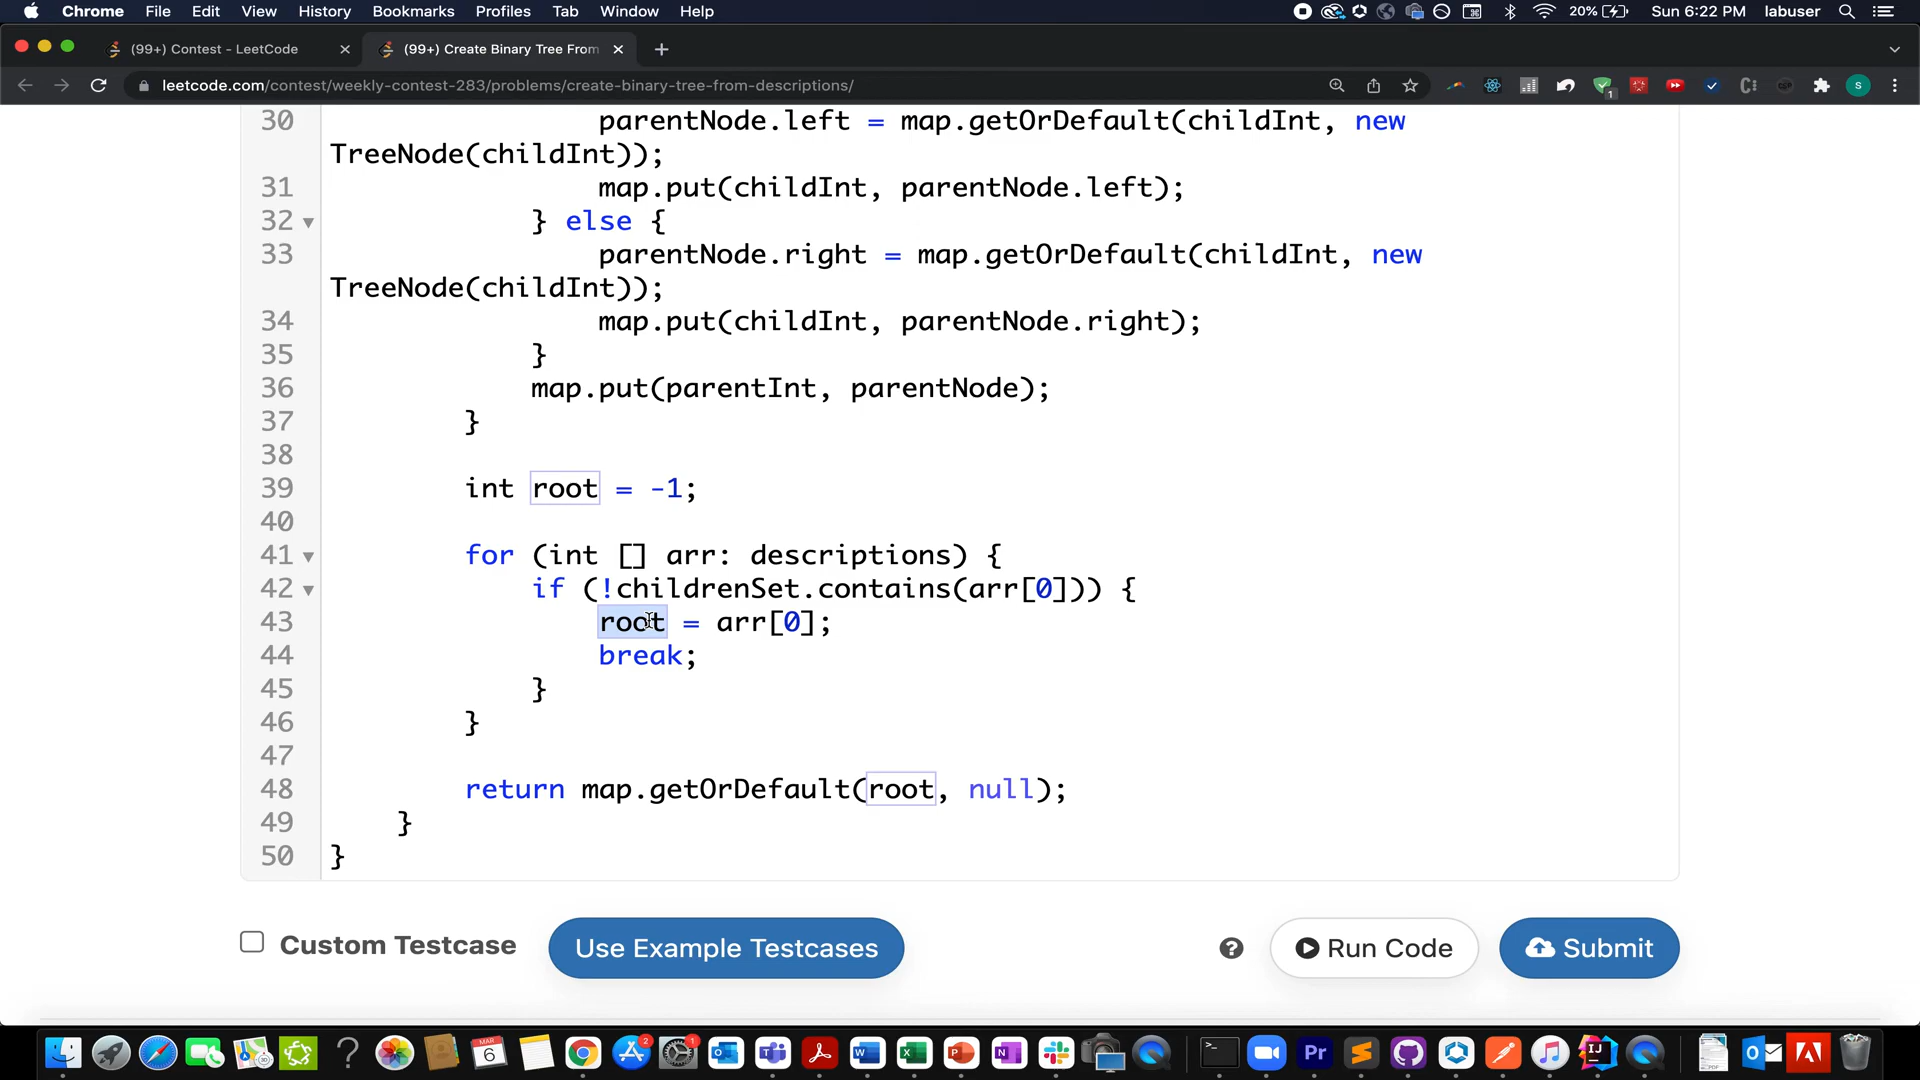 Chrome File Edit View History Bookmarks Profiles Tab Window Help 20% Sun 6:22 PM labuser
(99+) Contest - LeetCode (99+) Create Binary Tree From
leetcode.com/contest/weekly-contest-283/problems/create-binary-tree-from-descriptions/
30 parentNode.left = map.getOrDefault(childInt, new
TreeNode(childInt));
31 map.put(childInt, parentNode.left);
32 } else {
33 parentNode.right = map.getOrDefault(childInt, new
TreeNode(childInt));
34 map.put(childInt, parentNode.right);
35 }
36 map.put(parentInt, parentNode);
37 }
38
39 int root = -1;
40
41 for (int [] arr: descriptions) {
42 if (!childrenSet.contains(arr[0])) {
43 root = arr[0];
44 break;
45 }
46 }
47
48 return map.getOrDefault(root, null);
49 }
50 }
Custom Testcase Use Example Testcases ? Run Code Submit
MAR 6 2 1